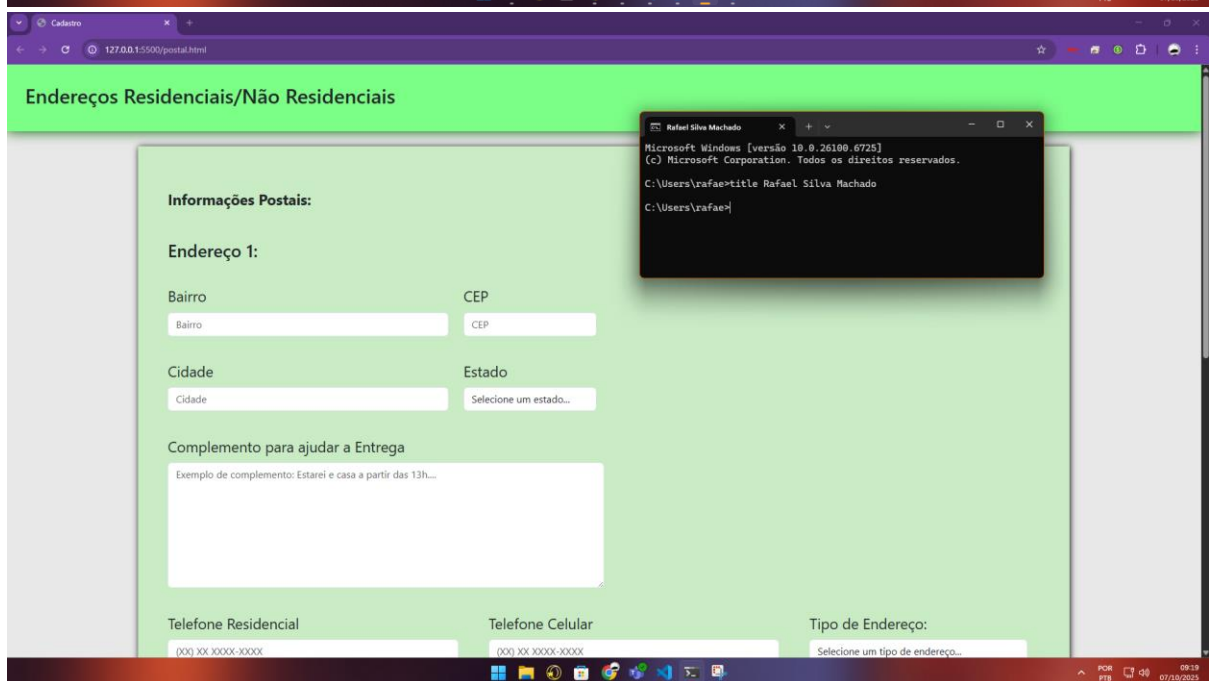 Cadastro
127.0.0.1:5500/postal.html
Endereços Residenciais/Não Residenciais
Rafael Silva Machado
Microsoft Windows [versão 10.0.26100.6725]
(c) Microsoft Corporation. Todos os direitos reservados.
C:\Users\rafae>title Rafael Silva Machado
C:\Users\rafae>
Informações Postais:
Endereço 1:
Bairro CEP
Bairro CEP
Cidade Estado
Cidade Selecione um estado...
Complemento para ajudar a Entrega
Exemplo de complemento: Estarei e casa a partir das 13h....
Telefone Residencial Telefone Celular Tipo de Endereço:
(XX) XX XXXX-XXXX (XX) XX XXXX-XXXX Selecione um tipo de endereço...
POR 09:19
PTB 07/10/2025